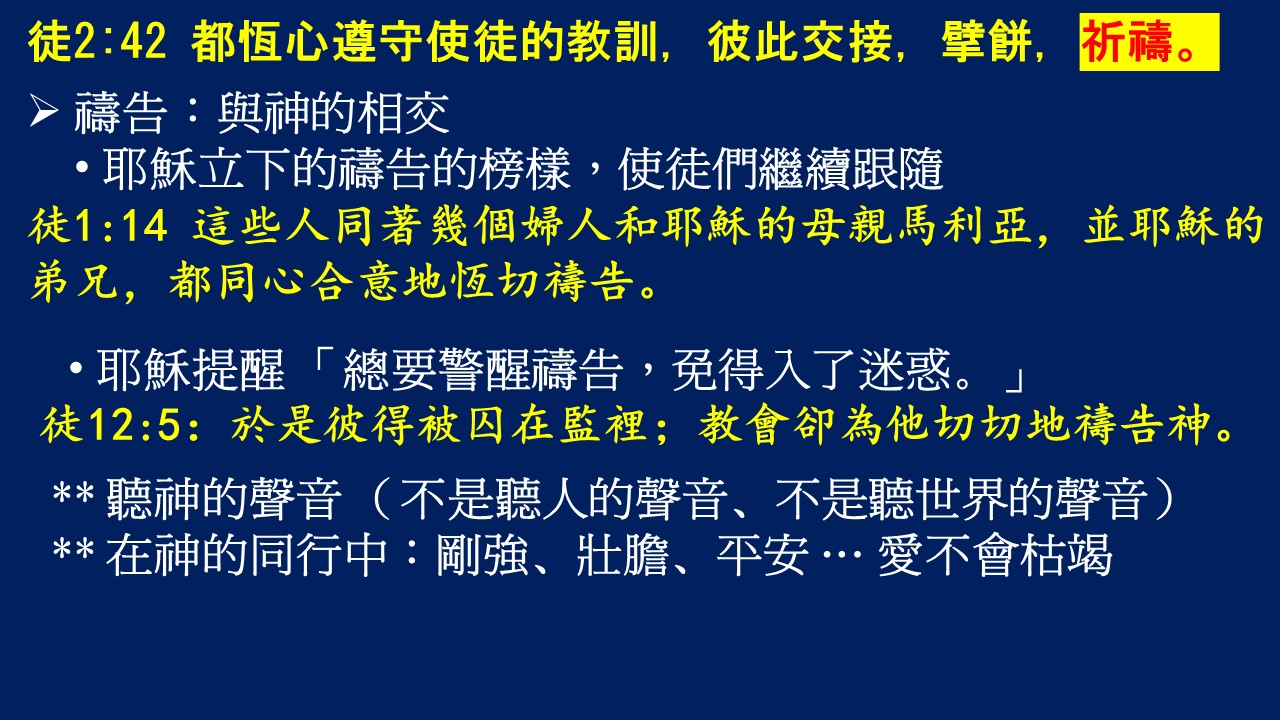 徒2:42 都恆心遵守使徒的教訓, 彼此交接, 擘餅, 祈禱。
➢ 禱告：與神的相交
• 耶穌立下的禱告的榜樣，使徒們繼續跟隨
徒1:14 這些人同著幾個婦人和耶穌的母親馬利亞, 並耶穌的
弟兄, 都同心合意地恆切禱告。
• 耶穌提醒「總要警醒禱告，免得入了迷惑。」
徒12:5: 於是彼得被囚在監裡; 教會卻為他切切地禱告神。
** 聽神的聲音（不是聽人的聲音、不是聽世界的聲音）
** 在神的同行中：剛強、壯膽、平安 … 愛不會枯竭